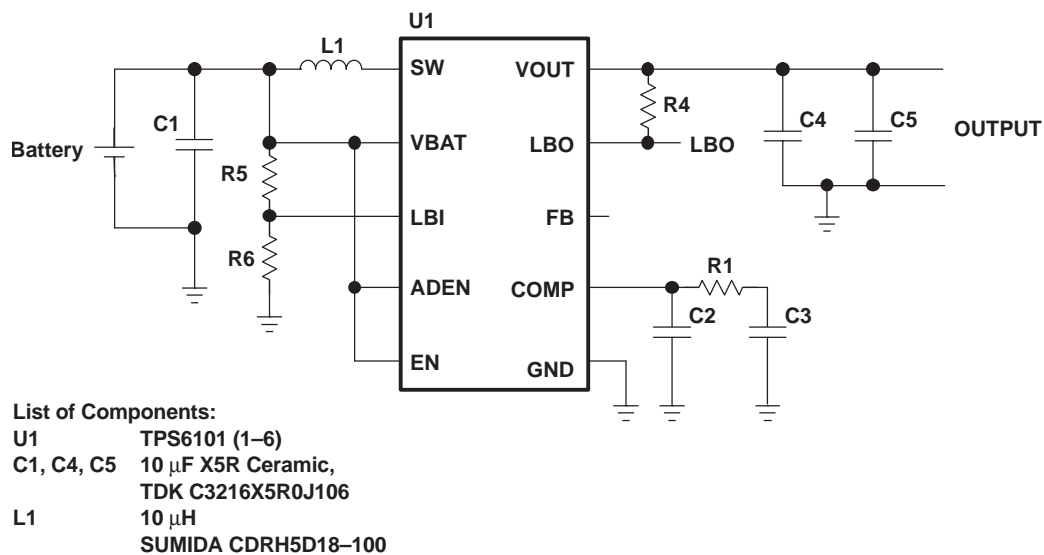 U1
L1
SW
VOUT
R4
C1
C4
C5
OUTPUT
Battery
VBAT
LBO
LBO
R5
LBI
FB
R6
R1
ADEN
COMP
C2
C3
EN
GND
List of Components:
U1 TPS6101 (1–6)
C1, C4, C5 10 μF X5R Ceramic,
TDK C3216X5R0J106
L1 10 μH
SUMIDA CDRH5D18–100